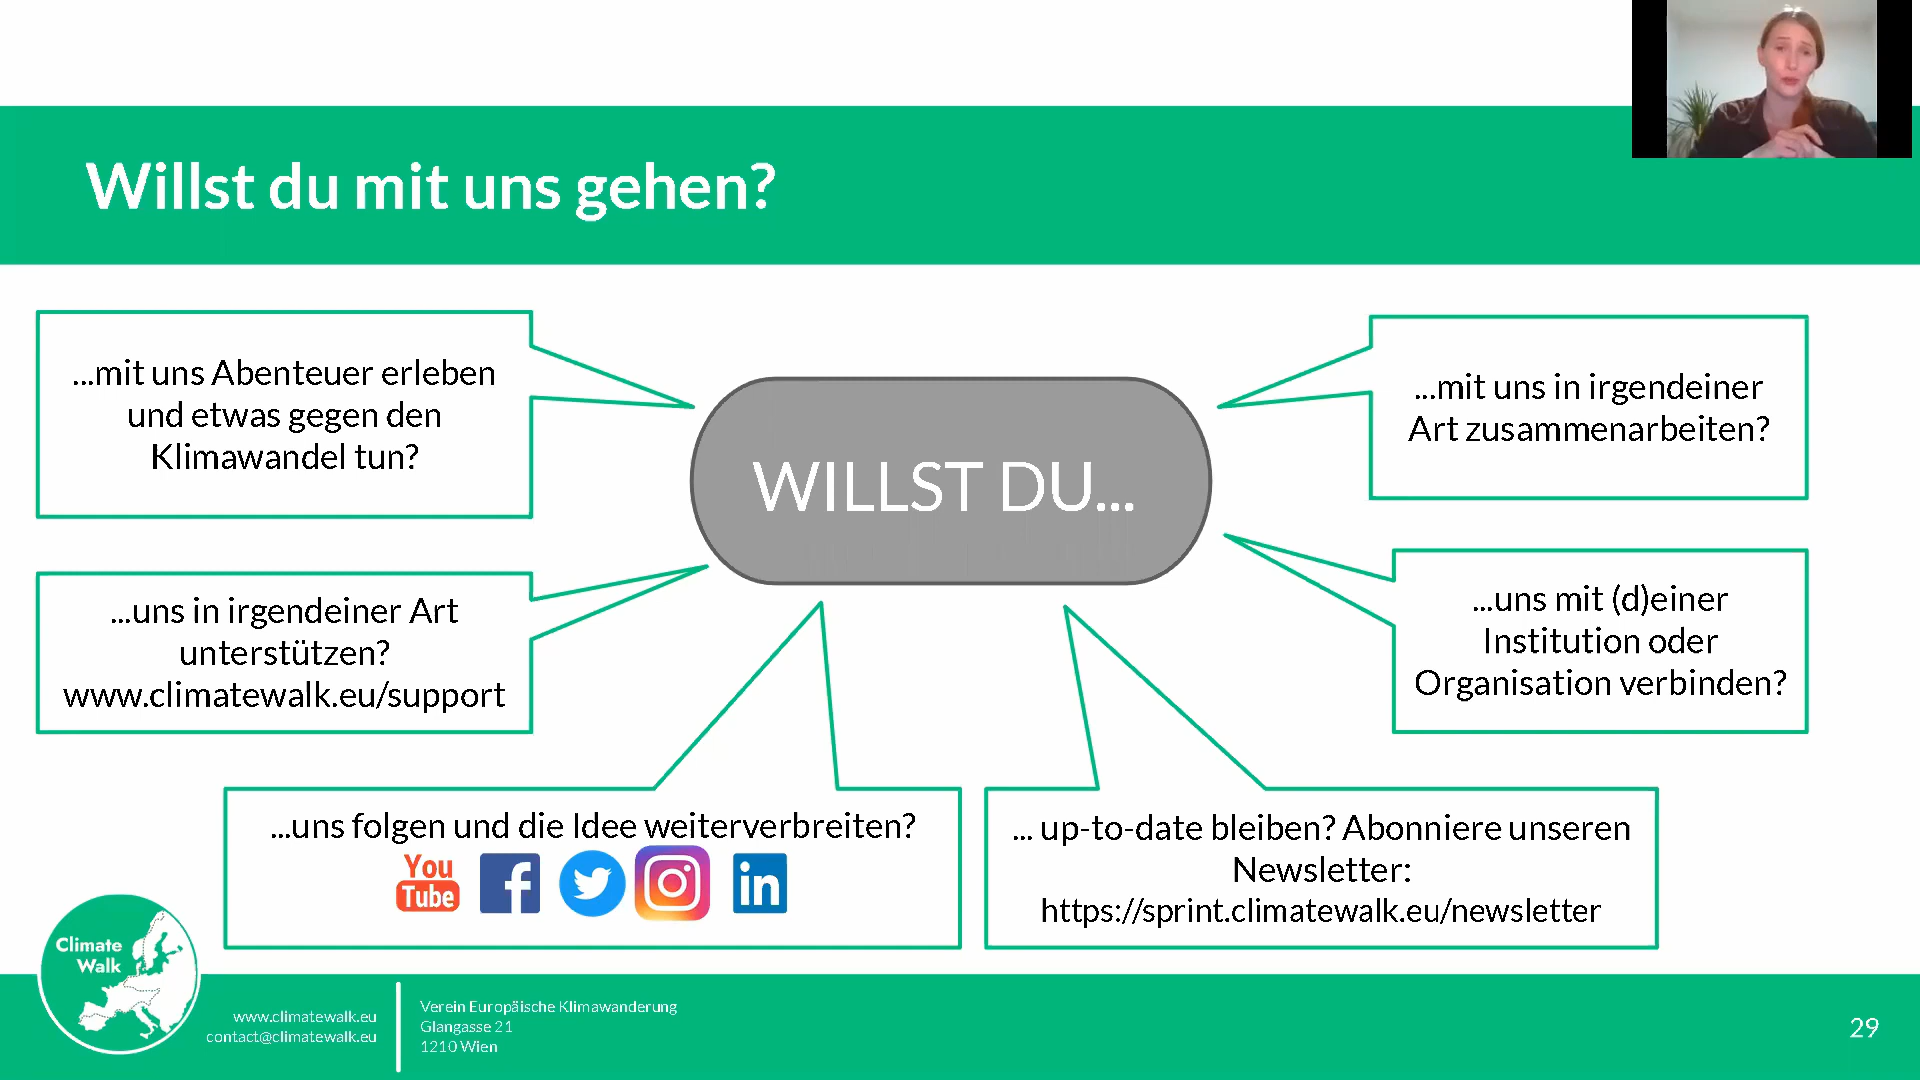 Willst du mit uns gehen?
...mit uns Abenteuer erleben
und etwas gegen den
Klimawandel tun?
WILLST DU...
...mit uns in irgendeiner
Art zusammenarbeiten?
...uns in irgendeiner Art
unterstützen?
www.climatewalk.eu/support
...uns mit (d)einer
Institution oder
Organisation verbinden?
...uns folgen und die Idee weiterverbreiten?
You
Tube
f
in
... up-to-date bleiben? Abonniere unseren
Newsletter:
https://sprint.climatewalk.eu/newsletter
Climate
Walk
www.climatewalk.eu
contact@climatewalk.eu
Verein Europäische Klimawanderung
Glangasse 21
1210 Wien
29